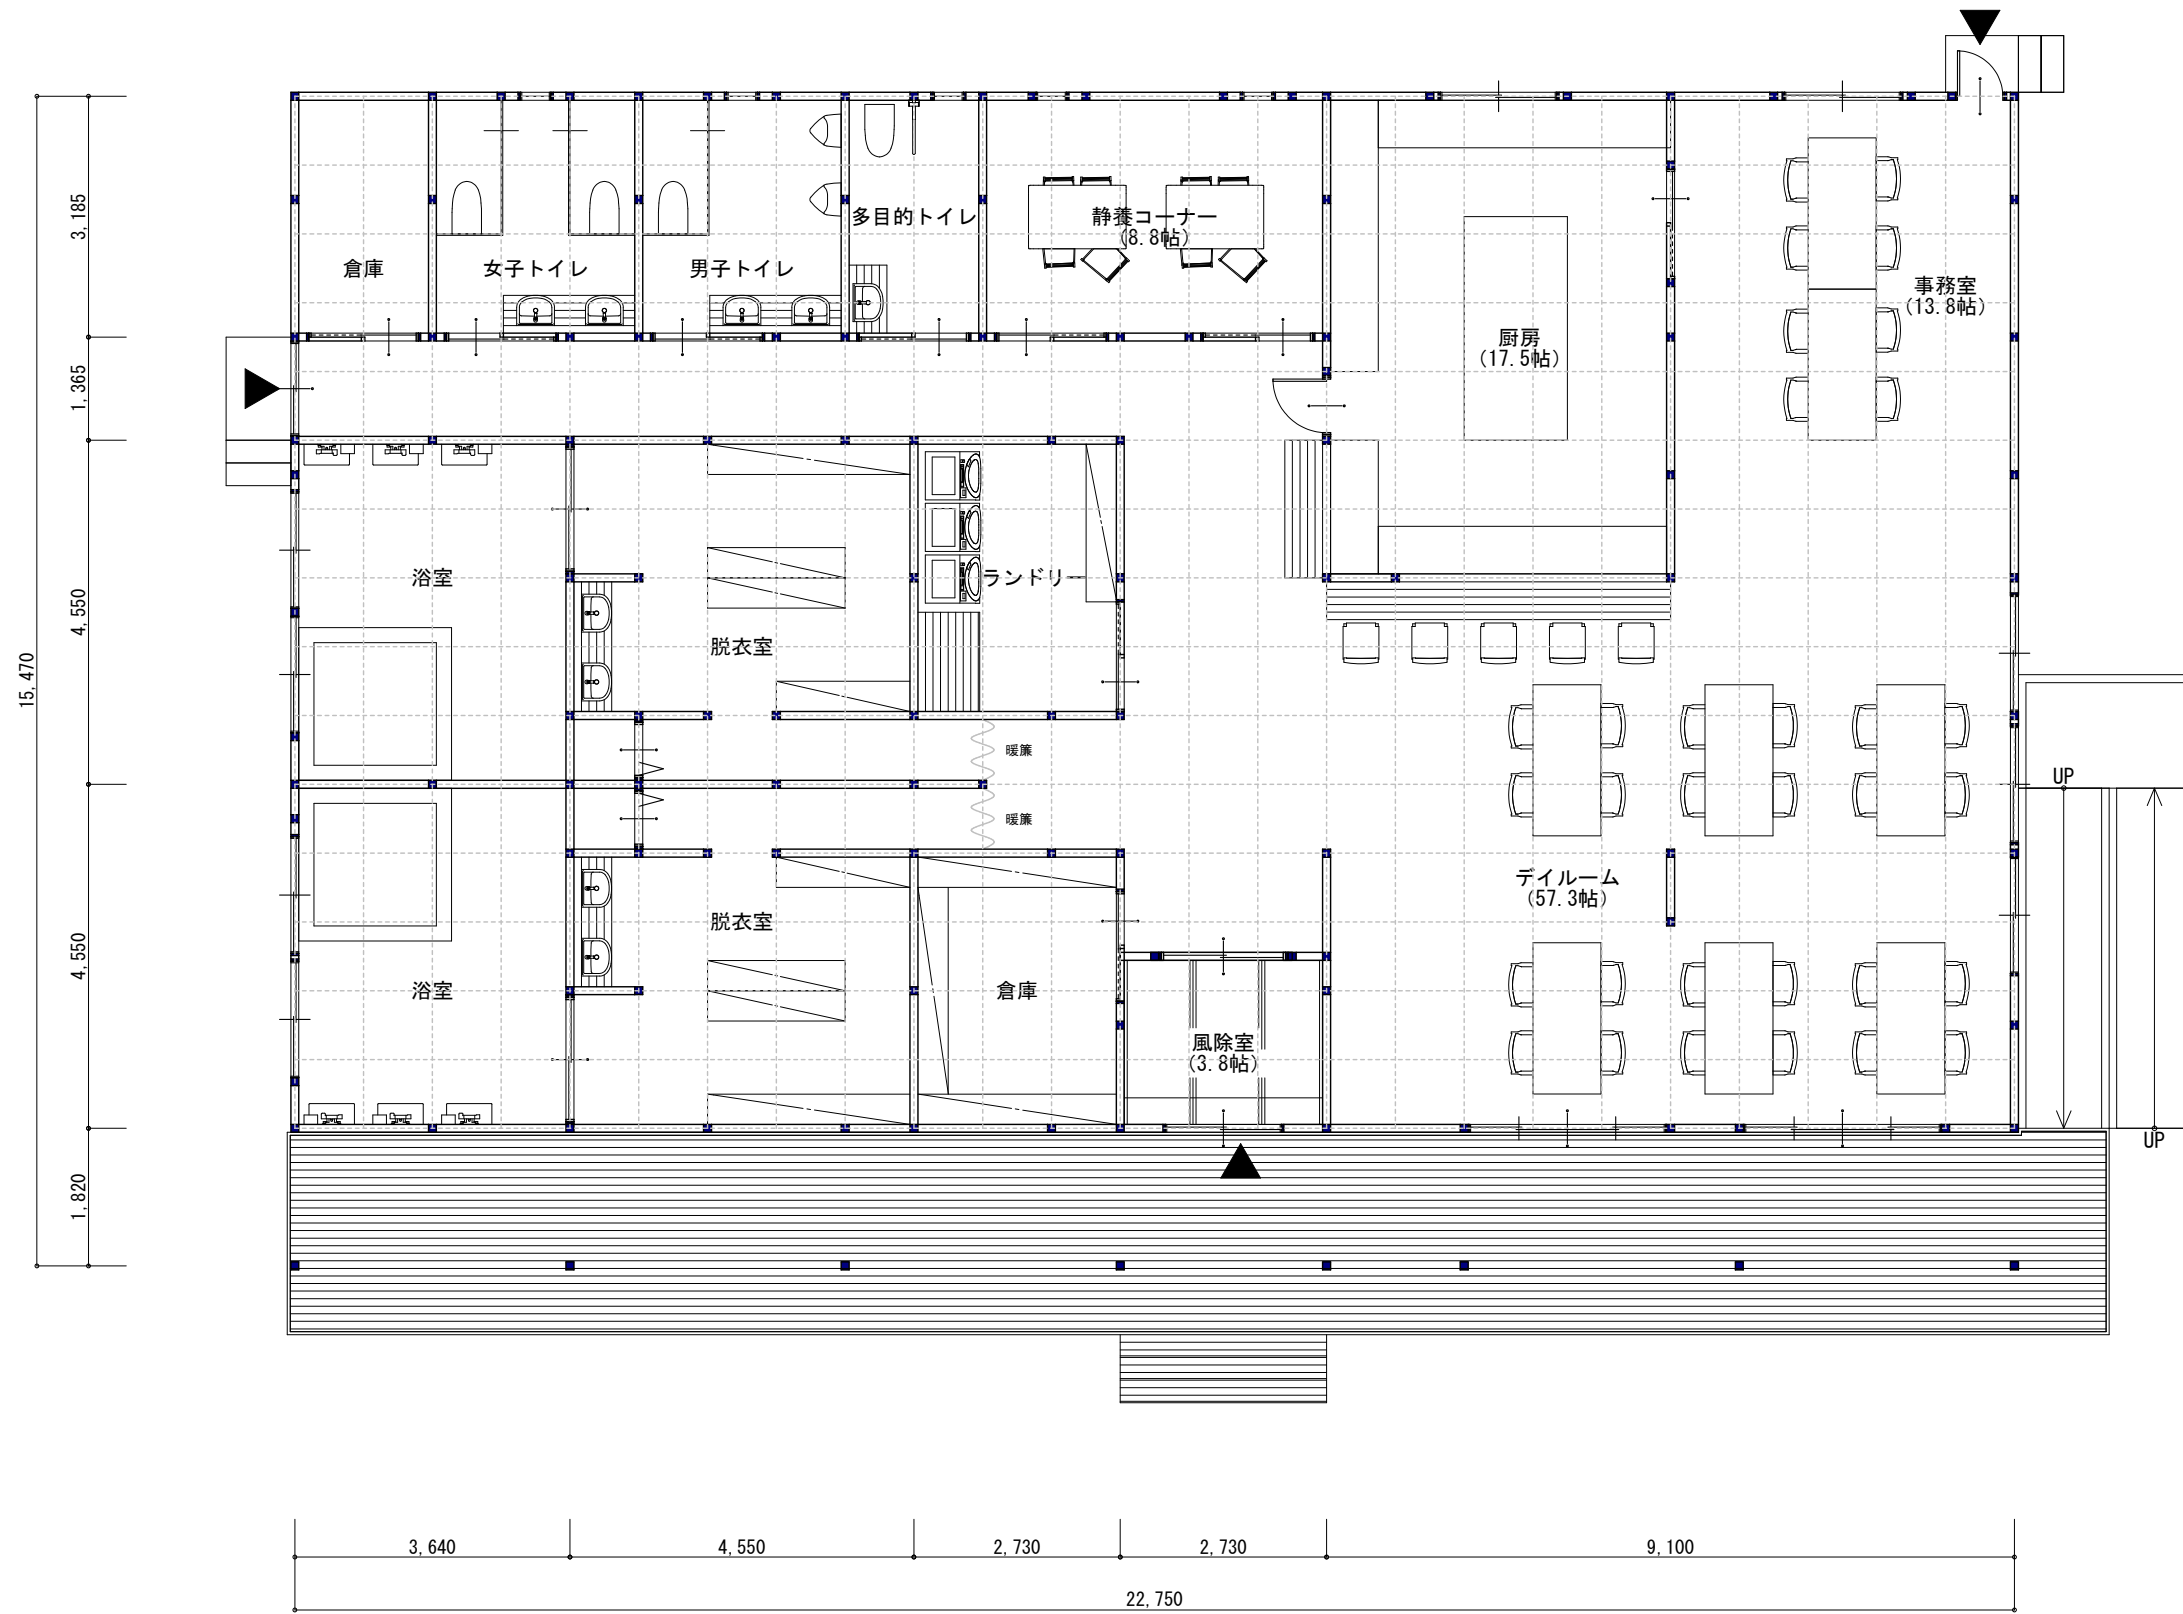 倉庫
女子トイレ
男子トイレ
多目的トイレ
静養コーナー
(8.8帖)
厨房
(17.5帖)
事務室
(13.8帖)
浴室
脱衣室
ランドリー
暖簾
暖簾
浴室
脱衣室
倉庫
風除室
(3.8帖)
デイルーム
(57.3帖)
UP
UP
3,185
1,365
4,550
4,550
1,820
15,470
3,640
4,550
2,730
2,730
9,100
22,750